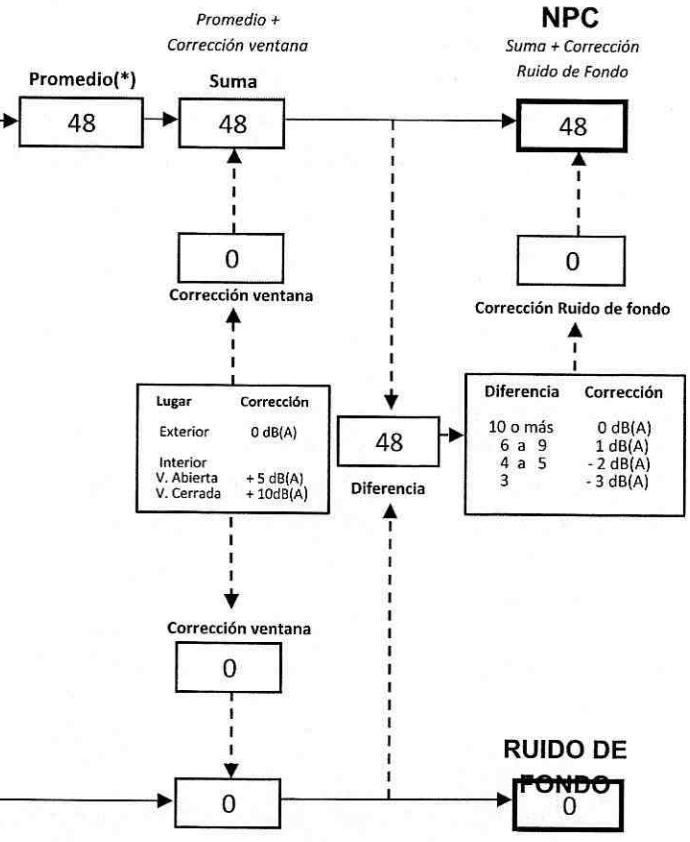 Promedio +
Corrección ventana
NPC
Suma + Corrección
Ruido de Fondo
Promedio(*)
Suma
48
48
48
0
0
Corrección ventana
Corrección Ruido de fondo
Lugar Corrección
Exterior 0 dB(A)
Interior
V. Abierta + 5 dB(A)
V. Cerrada + 10dB(A)
48
Diferencia
Diferencia Corrección
10 o más 0 dB(A)
6 a 9 1 dB(A)
4 a 5 - 2 dB(A)
3 - 3 dB(A)
Corrección ventana
0
RUIDO DE
FONDO
0
0